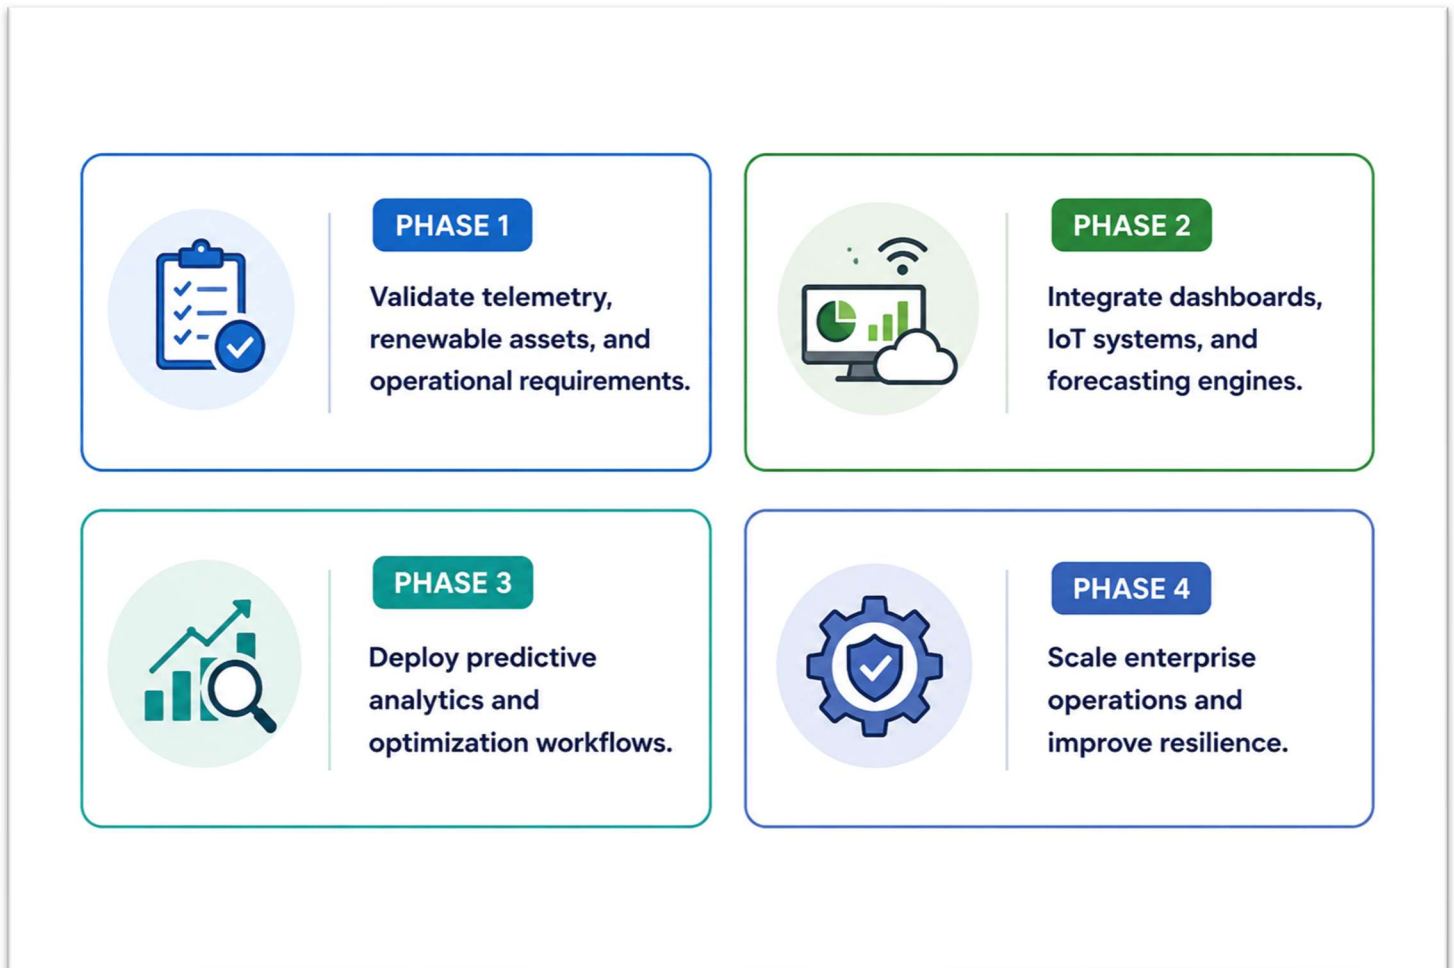 PHASE 1
Validate telemetry,
renewable assets, and
operational requirements.
PHASE 2
Integrate dashboards,
IoT systems, and
forecasting engines.
PHASE 3
Deploy predictive
analytics and
optimization workflows.
PHASE 4
Scale enterprise
operations and
improve resilience.